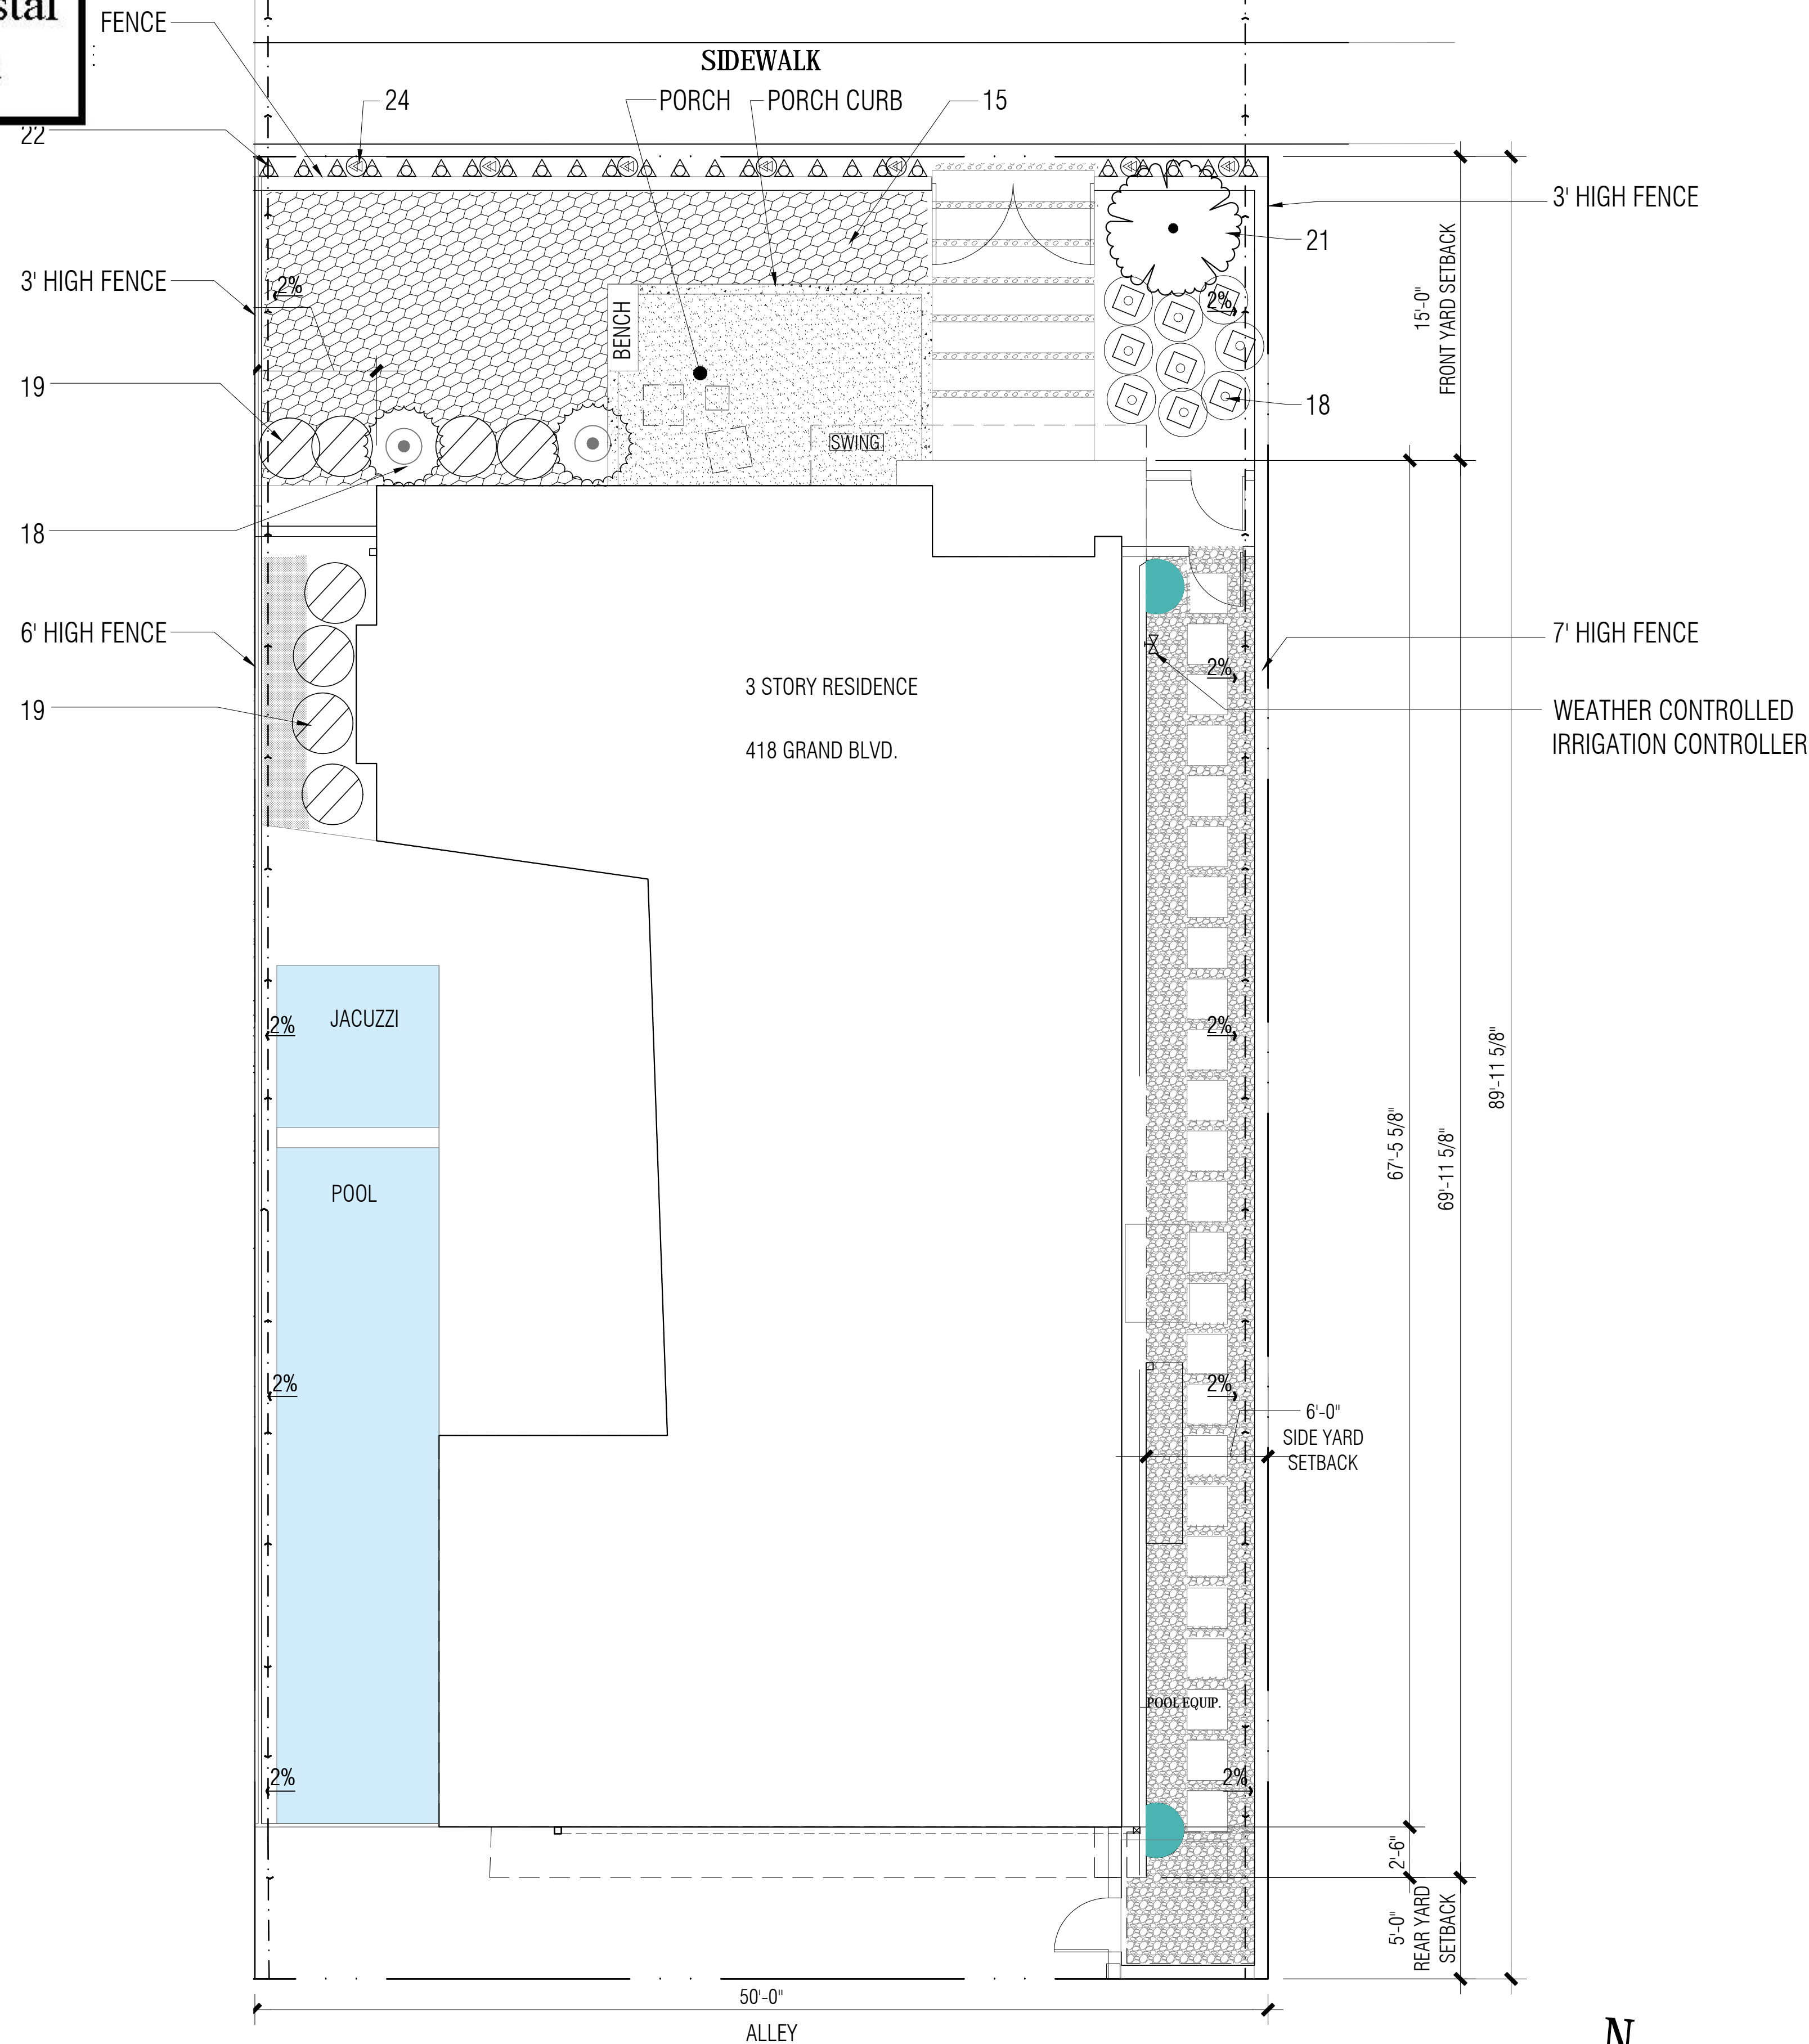 FENCE
SIDEWALK
24
PORCH
PORCH CURB
15
22
3' HIGH FENCE
21
15'-0"
FRONT YARD SETBACK
3' HIGH FENCE
2%
2%
BENCH
19
18
SWING
18
6' HIGH FENCE
7' HIGH FENCE
2%
3 STORY RESIDENCE
19
WEATHER CONTROLLED
IRRIGATION CONTROLLER
418 GRAND BLVD.
JACUZZI
2%
2%
89'-11 5/8"
67'-5 5/8"
69'-11 5/8"
POOL
2%
2%
6'-0"
SIDE YARD
SETBACK
POOL EQUIP.
2%
2%
2'-6"
5'-0"
REAR YARD
SETBACK
50'-0"
ALLEY
N